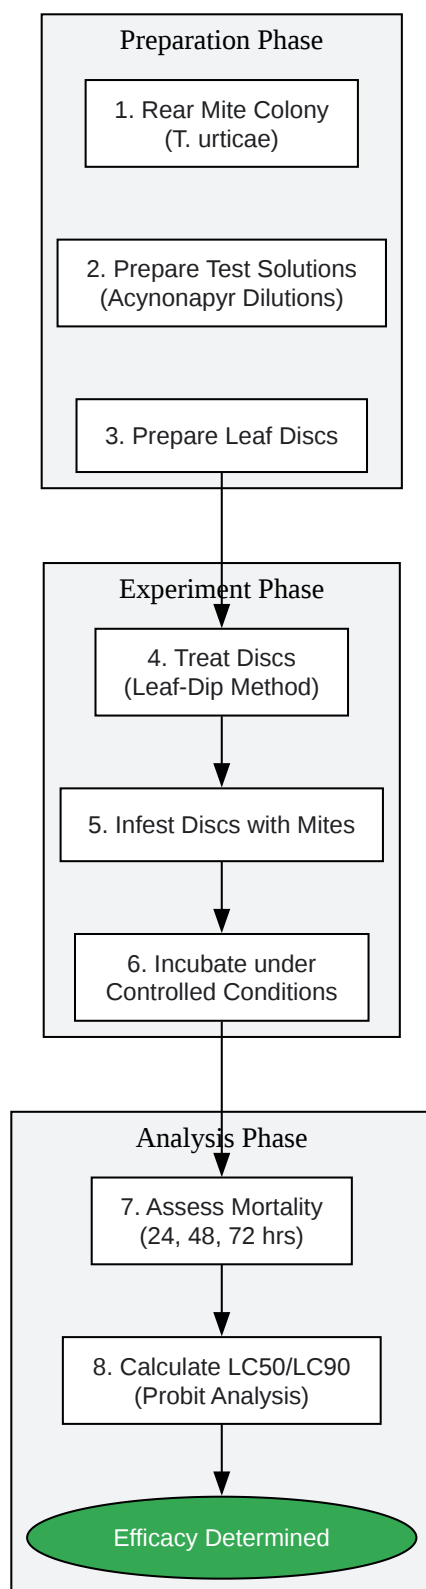 Preparation Phase
1. Rear Mite Colony
(T. urticae)
2. Prepare Test Solutions
(Acynonapyr Dilutions)
3. Prepare Leaf Discs
Experiment Phase
4. Treat Discs
(Leaf-Dip Method)
5. Infest Discs with Mites
6. Incubate under
Controlled Conditions
Analysis Phase
7. Assess Mortality
(24, 48, 72 hrs)
8. Calculate LC50/LC90
(Probit Analysis)
Efficacy Determined